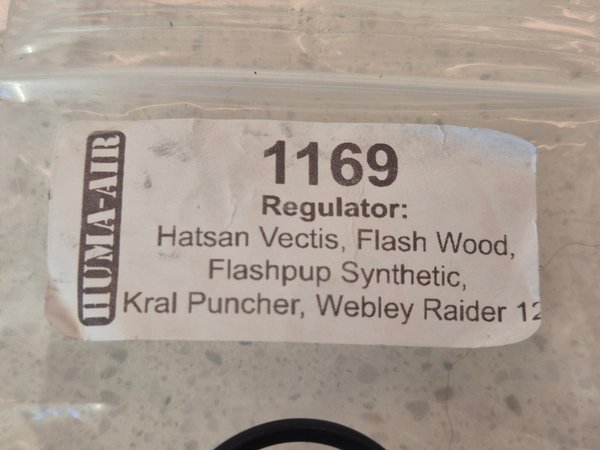 HUMA-AIR
1169
Regulator:
Hatsan Vectis, Flash Wood,
Flashpup Synthetic,
Kral Puncher, Webley Raider 12